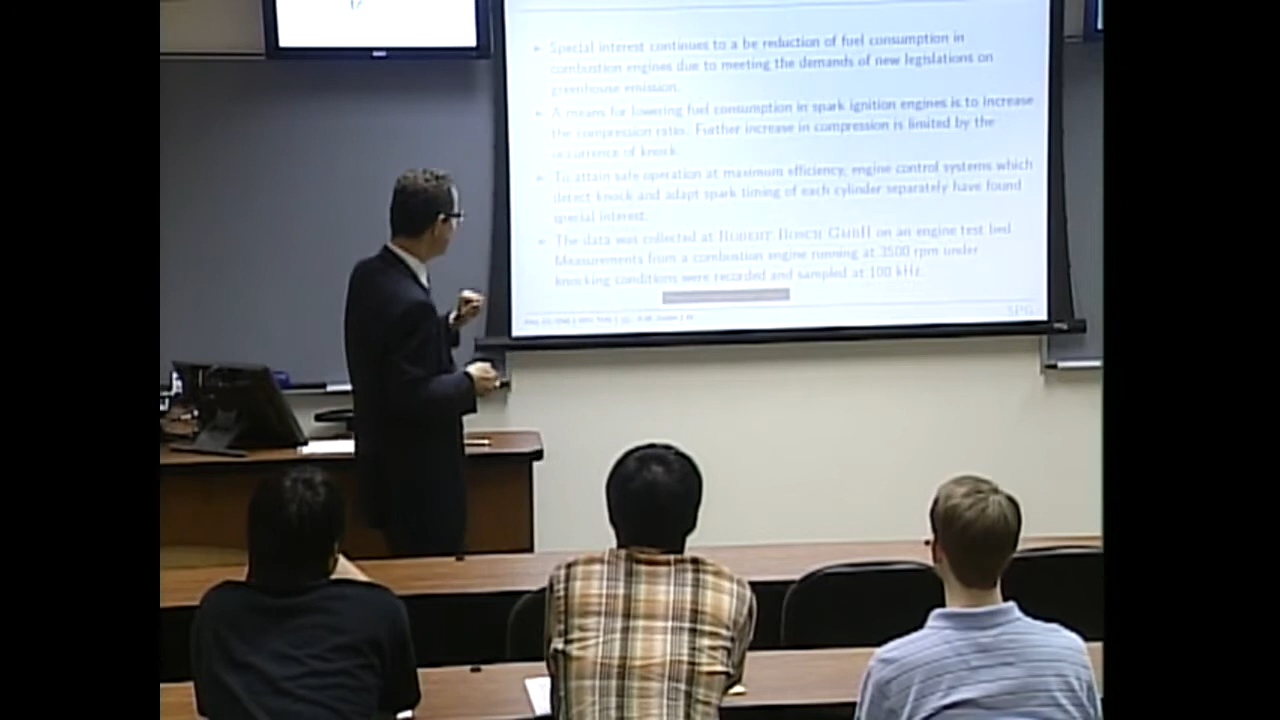 Special interest continues to a be reduction of fuel consumption in
combustion engines due to meeting the demands of new legislations on
greenhouse emission.
A means for lowering fuel consumption in spark ignition engines is to increase
the compression ratio. Further increase in compression is limited by the
occurrence of knock.
To attain safe operation at maximum efficiency, engine control systems which
detect knock and adapt spark timing of each cylinder separately have found
special interest.
The data was collected at ROBERT BOSCH GmbH on an engine test bed.
Measurements from a combustion engine running at 3500 rpm under
knocking conditions were recorded and sampled at 100 kHz.
SPG